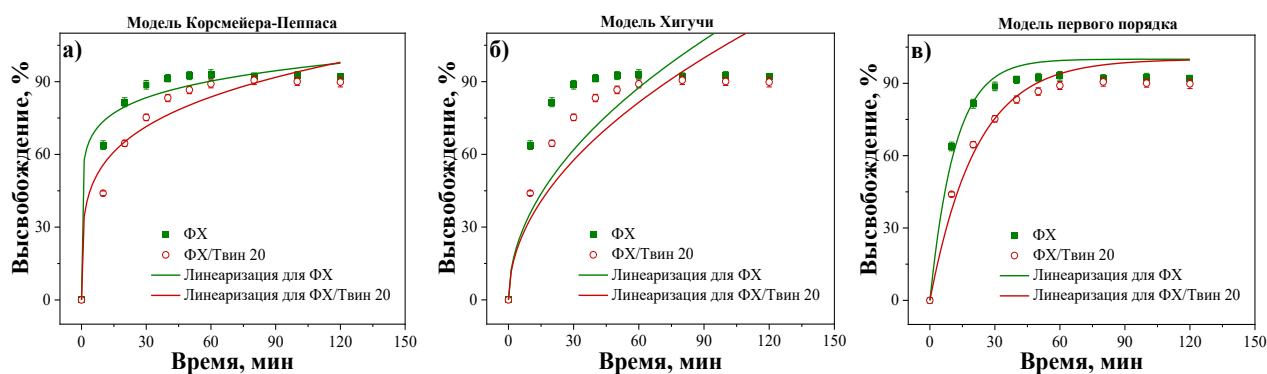 Модель Корсмейера-Пеппаса
а)
Высвобождение, %
90
60
30
0
ФХ
ФХ/Твин 20
Линеаризация для ФХ
Линеаризация для ФХ/Твин 20
0 30 60 90 120 150
Время, мин
Модель Хигучи
б)
Высвобождение, %
90
60
30
0
ФХ
ФХ/Твин 20
Линеаризация для ФХ
Линеаризация для ФХ/Твин 20
0 30 60 90 120 150
Время, мин
Модель первого порядка
в)
Высвобождение, %
90
60
30
0
ФХ
ФХ/Твин 20
Линеаризация для ФХ
Линеаризация для ФХ/Твин 20
0 30 60 90 120 150
Время, мин